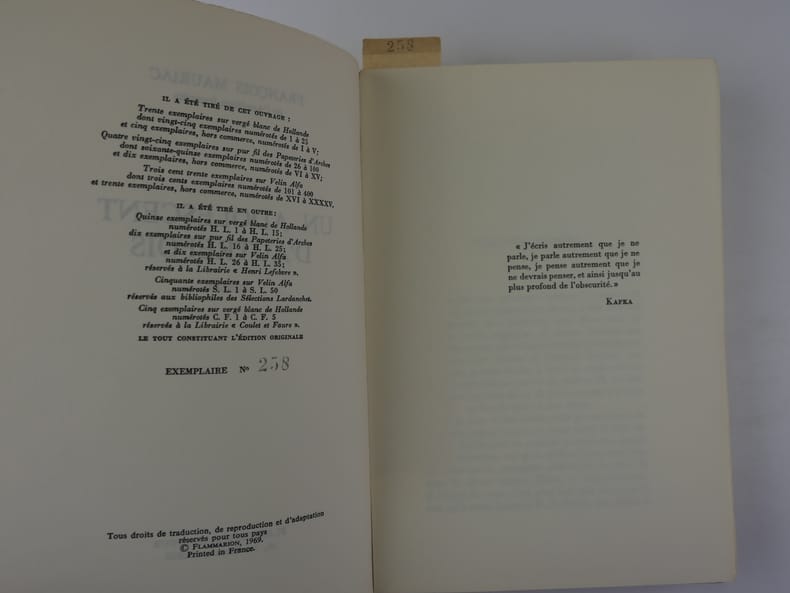 258
IL A ÉTÉ TIRÉ DE CET OUVRAGE :
Trente exemplaires sur vergé blanc de Hollande
dont vingt-cinq exemplaires numérotés de 1 à 25
et cinq exemplaires, hors commerce, numérotés de I à V;
Quatre vingt-cinq exemplaires sur pur fil des Papeteries d'Arches
dont soixante-quinze exemplaires numérotés de 26 à 100
et dix exemplaires, hors commerce, numérotés de VI à XV;
Trois cent trente exemplaires sur Velin Alfa
dont trois cents exemplaires numérotés de 101 à 400
et trente exemplaires, hors commerce, numérotés de XVI à XXXXV.
IL A ÉTÉ TIRÉ EN OUTRE :
Quinze exemplaires sur vergé blanc de Hollande
numérotés H. L. 1 à H. L. 15;
dix exemplaires sur pur fil des Papeteries d'Arches
numérotés H. L. 16 à H. L. 25;
et dix exemplaires sur Velin Alfa
numérotés H. L. 26 à H. L. 35;
réservés à la Librairie « Henri Lefebvre ».
Cinquante exemplaires sur Velin Alfa
numérotés S. L. 1 à S. L. 50
réservés aux bibliophiles des Sélections Lardanchet.
Cinq exemplaires sur vergé blanc de Hollande
numérotés C. F. 1 à C. F. 5
réservés à la Librairie « Coulet et Faure ».
LE TOUT CONSTITUANT L'ÉDITION ORIGINALE
EXEMPLAIRE N° 258
Tous droits de traduction, de reproduction et d'adaptation
réservés pour tous pays
© FLAMMARION, 1969.
Printed in France.
« J'écris autrement que je ne
parle, je parle autrement que je ne
pense, je pense autrement que je
ne devrais penser, et ainsi jusqu'au
plus profond de l'obscurité. »
KAFKA